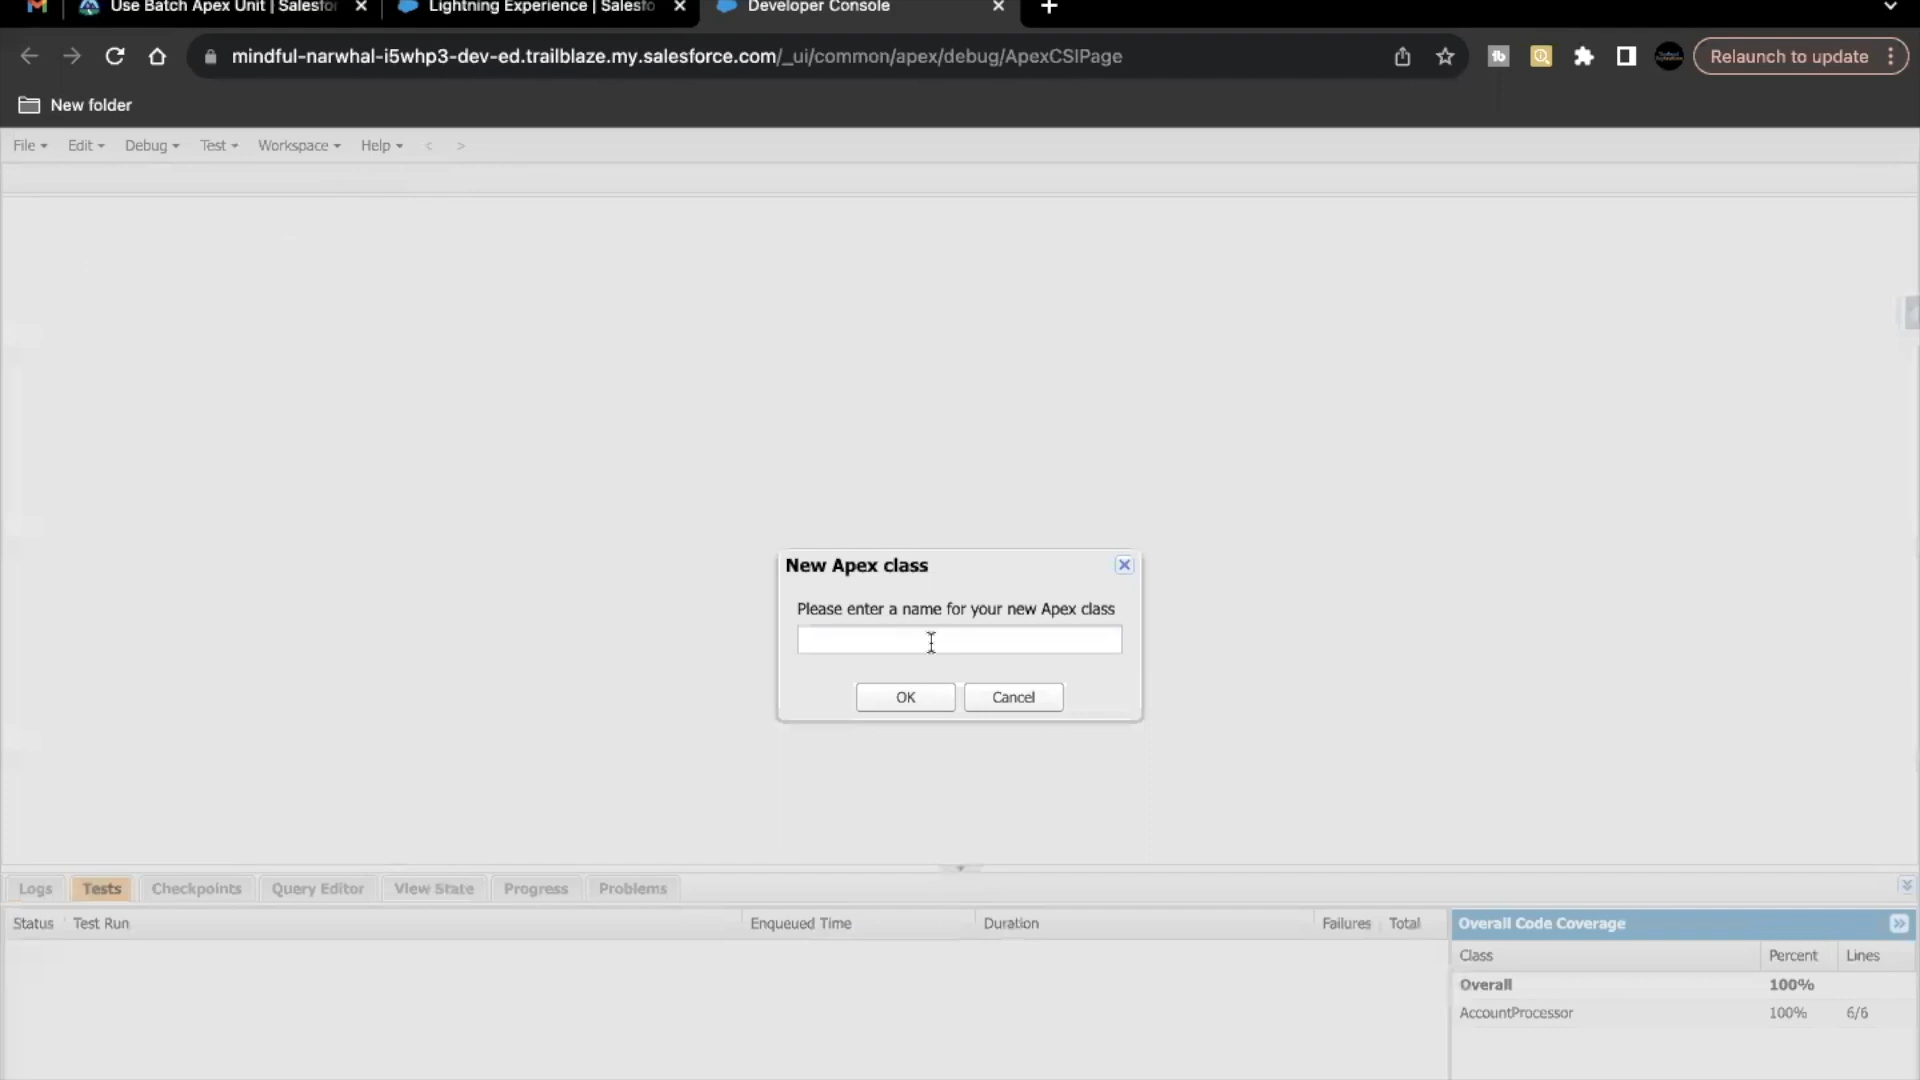 Use Batch Apex Unit | Salesfor
Lightning Experience | Salesfo
Developer Console
mindful-narwhal-i5whp3-dev-ed.trailblaze.my.salesforce.com/_ui/common/apex/debug/ApexCSIPage
Relaunch to update
New folder
File Edit Debug Test Workspace Help < >
New Apex class
Please enter a name for your new Apex class
OK Cancel
Logs Tests Checkpoints Query Editor View State Progress Problems
Status Test Run Enqueued Time Duration Failures Total
Overall Code Coverage
Class Percent Lines
Overall 100%
AccountProcessor 100% 6/6